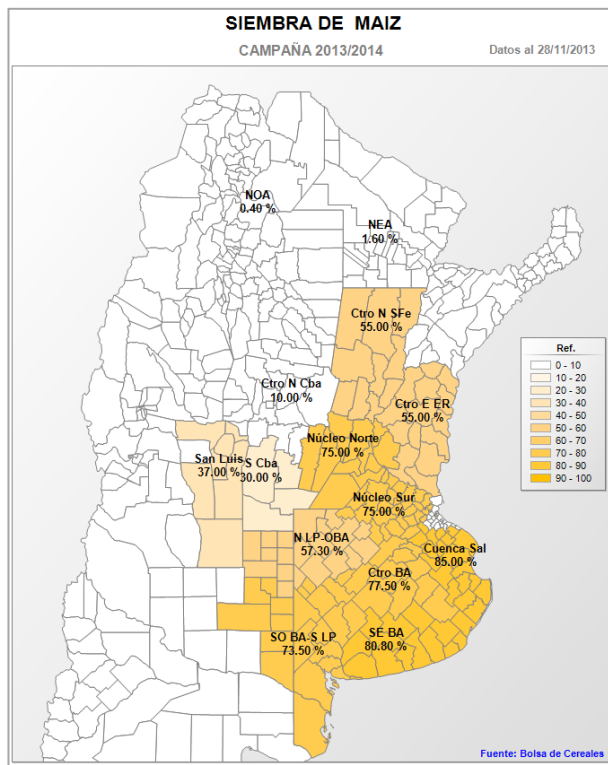 SIEMBRA DE MAIZ
CAMPAÑA 2013/2014
Datos al 28/11/2013
NOA
0.40 %
NEA
1.60 %
Ctro N SFe
55.00 %
Ref.
0 - 10
10 - 20
20 - 30
30 - 40
40 - 50
50 - 60
60 - 70
70 - 80
80 - 90
90 - 100
Ctro N Cba
10.00 %
Ctro E ER
55.00 %
Núcleo Norte
75.00 %
San Luis
37.00 %
S Cba
30.00 %
Núcleo Sur
75.00 %
N LP-OBA
57.30 %
Cuenca Sal
85.00 %
Ctro BA
77.50 %
SO BA-S LP
73.50 %
SE BA
80.80 %
Fuente: Bolsa de Cereales